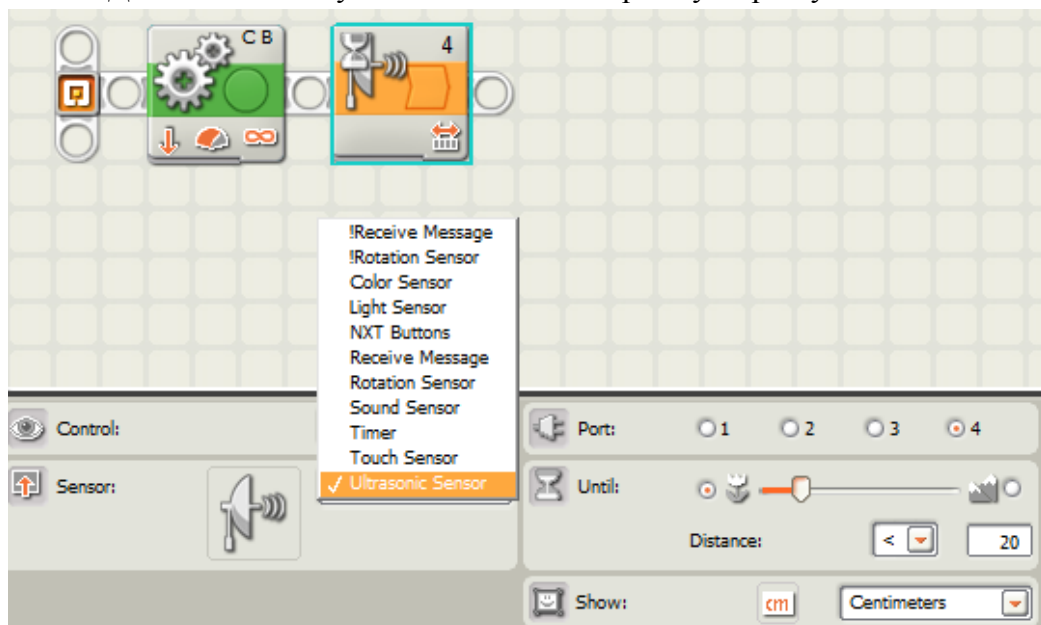 C B
4
!Receive Message
!Rotation Sensor
Color Sensor
Light Sensor
NXT Buttons
Receive Message
Rotation Sensor
Sound Sensor
Timer
Touch Sensor
✓ Ultrasonic Sensor
Control:
Sensor:
Port: 1 2 3 4
Until:
Distance: < 20
Show: cm Centimeters